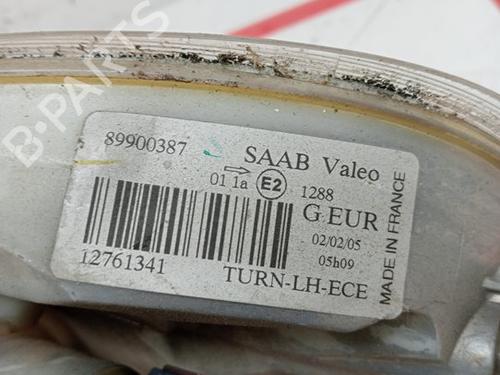 B-PARTS
89900387 SAAB Valeo
01 1a E2 1288
G EUR
02/02/05
05h09
12761341 TURN-LH-ECE
MADE IN FRANCE